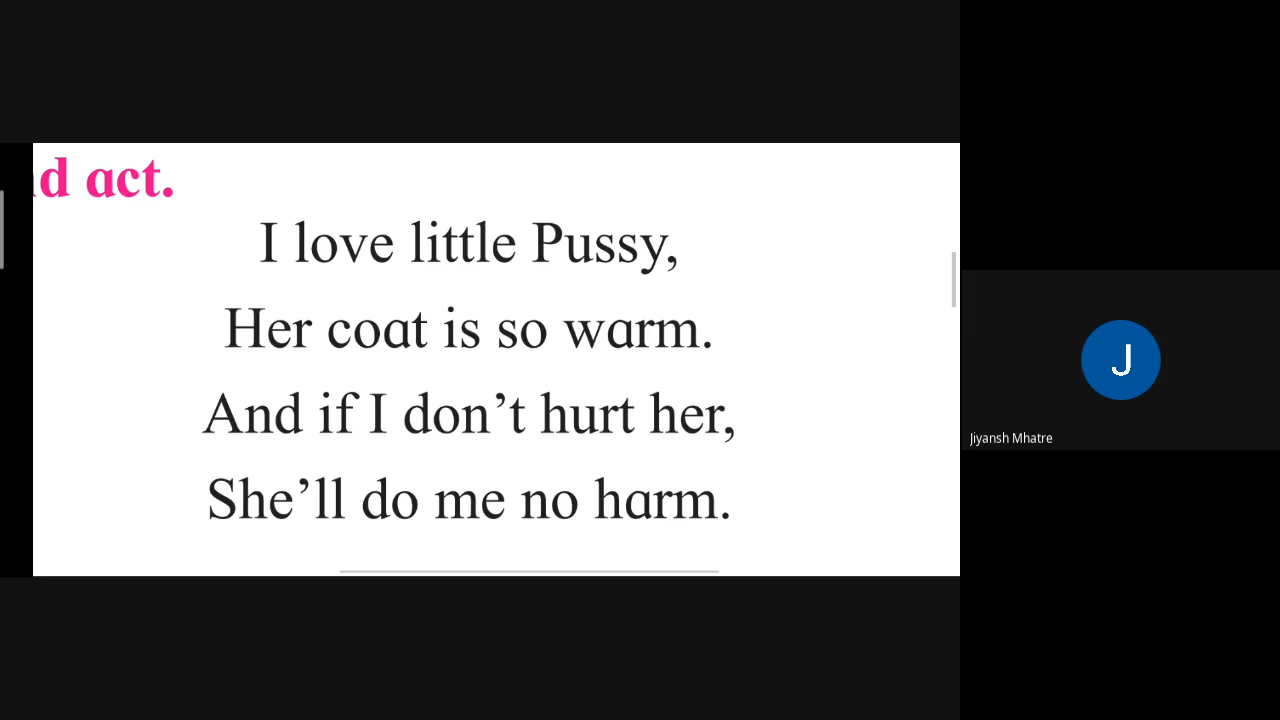 d act.
I love little Pussy,
Her coat is so warm.
And if I don't hurt her,
She'll do me no harm.
J
Jiyansh Mhatre